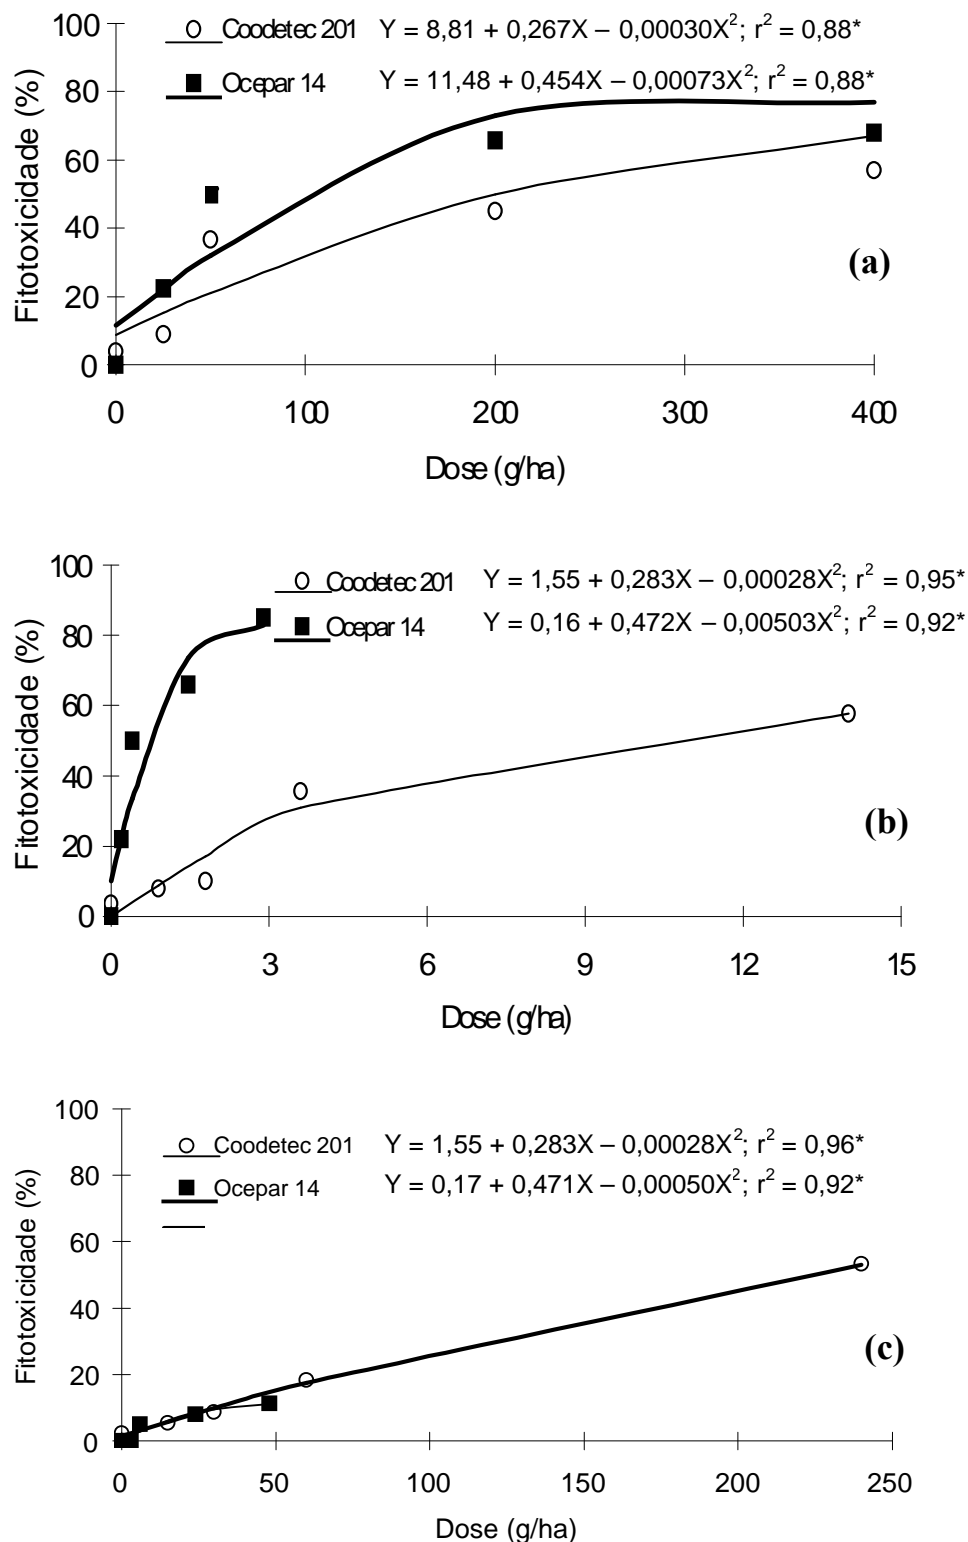 100
Coodetec 201 Y = 8,81 + 0,267X – 0,00030X²; r² = 0,88*
Ocepar 14 Y = 11,48 + 0,454X – 0,00073X²; r² = 0,88*
80
60
40
20
0
Fitotoxicidade (%)
(a)
0 100 200 300 400
Dose (g/ha)
100
Coodetec 201 Y = 1,55 + 0,283X – 0,00028X²; r² = 0,95*
Ocepar 14 Y = 0,16 + 0,472X – 0,00503X²; r² = 0,92*
80
60
40
20
0
Fitotoxicidade (%)
(b)
0 3 6 9 12 15
Dose (g/ha)
100
Coodetec 201 Y = 1,55 + 0,283X – 0,00028X²; r² = 0,96*
Ocepar 14 Y = 0,17 + 0,471X – 0,00050X²; r² = 0,92*
80
60
40
20
0
Fitotoxicidade (%)
(c)
0 50 100 150 200 250
Dose (g/ha)